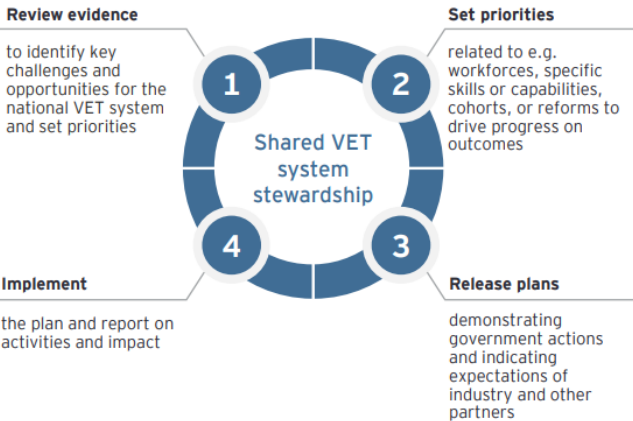 Review evidence
to identify key
challenges and
opportunities for the
national VET system
and set priorities
1
Set priorities
related to e.g.
workforces, specific
skills or capabilities,
cohorts, or reforms to
drive progress on
outcomes
2
Shared VET
system
stewardship
4
Implement
the plan and report on
activities and impact
3
Release plans
demonstrating
government actions
and indicating
expectations of
industry and other
partners